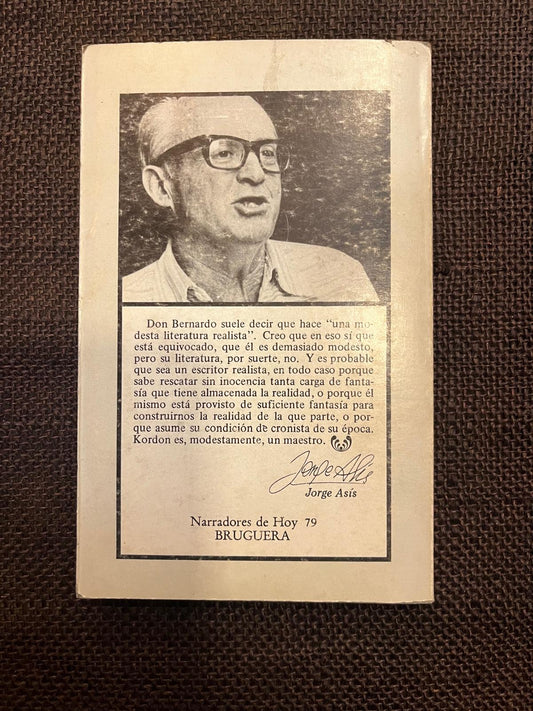 Don Bernardo suele decir que hace "una mo-
desta literatura realista". Creo que en eso sí que
está equivocado, que él es demasiado modesto,
pero su literatura, por suerte, no. Y es probable
que sea un escritor realista, en todo caso porque
sabe rescatar sin inocencia tanta carga de fanta-
sía que tiene almacenada la realidad, o porque él
mismo está provisto de suficiente fantasía para
construirnos la realidad de la que parte, o por-
que asume su condición de cronista de su época.
Kordon es, modestamente, un maestro.
Jorge Asís
Jorge Asís
Narradores de Hoy 79
BRUGUERA